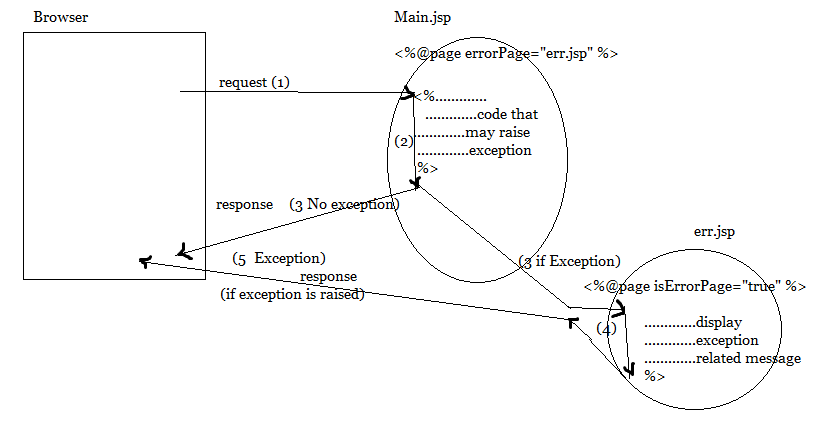 Browser
Main.jsp
<%@page errorPage="err.jsp" %>
request (1)
<%.............
.............code that
(2)
.............may raise
.............exception
%>
response (3 No exception)
(5 Exception)
response
(if exception is raised)
(3 if Exception)
err.jsp
<%@page isErrorPage="true" %>
(4)
.............display
.............exception
.............related message
%>